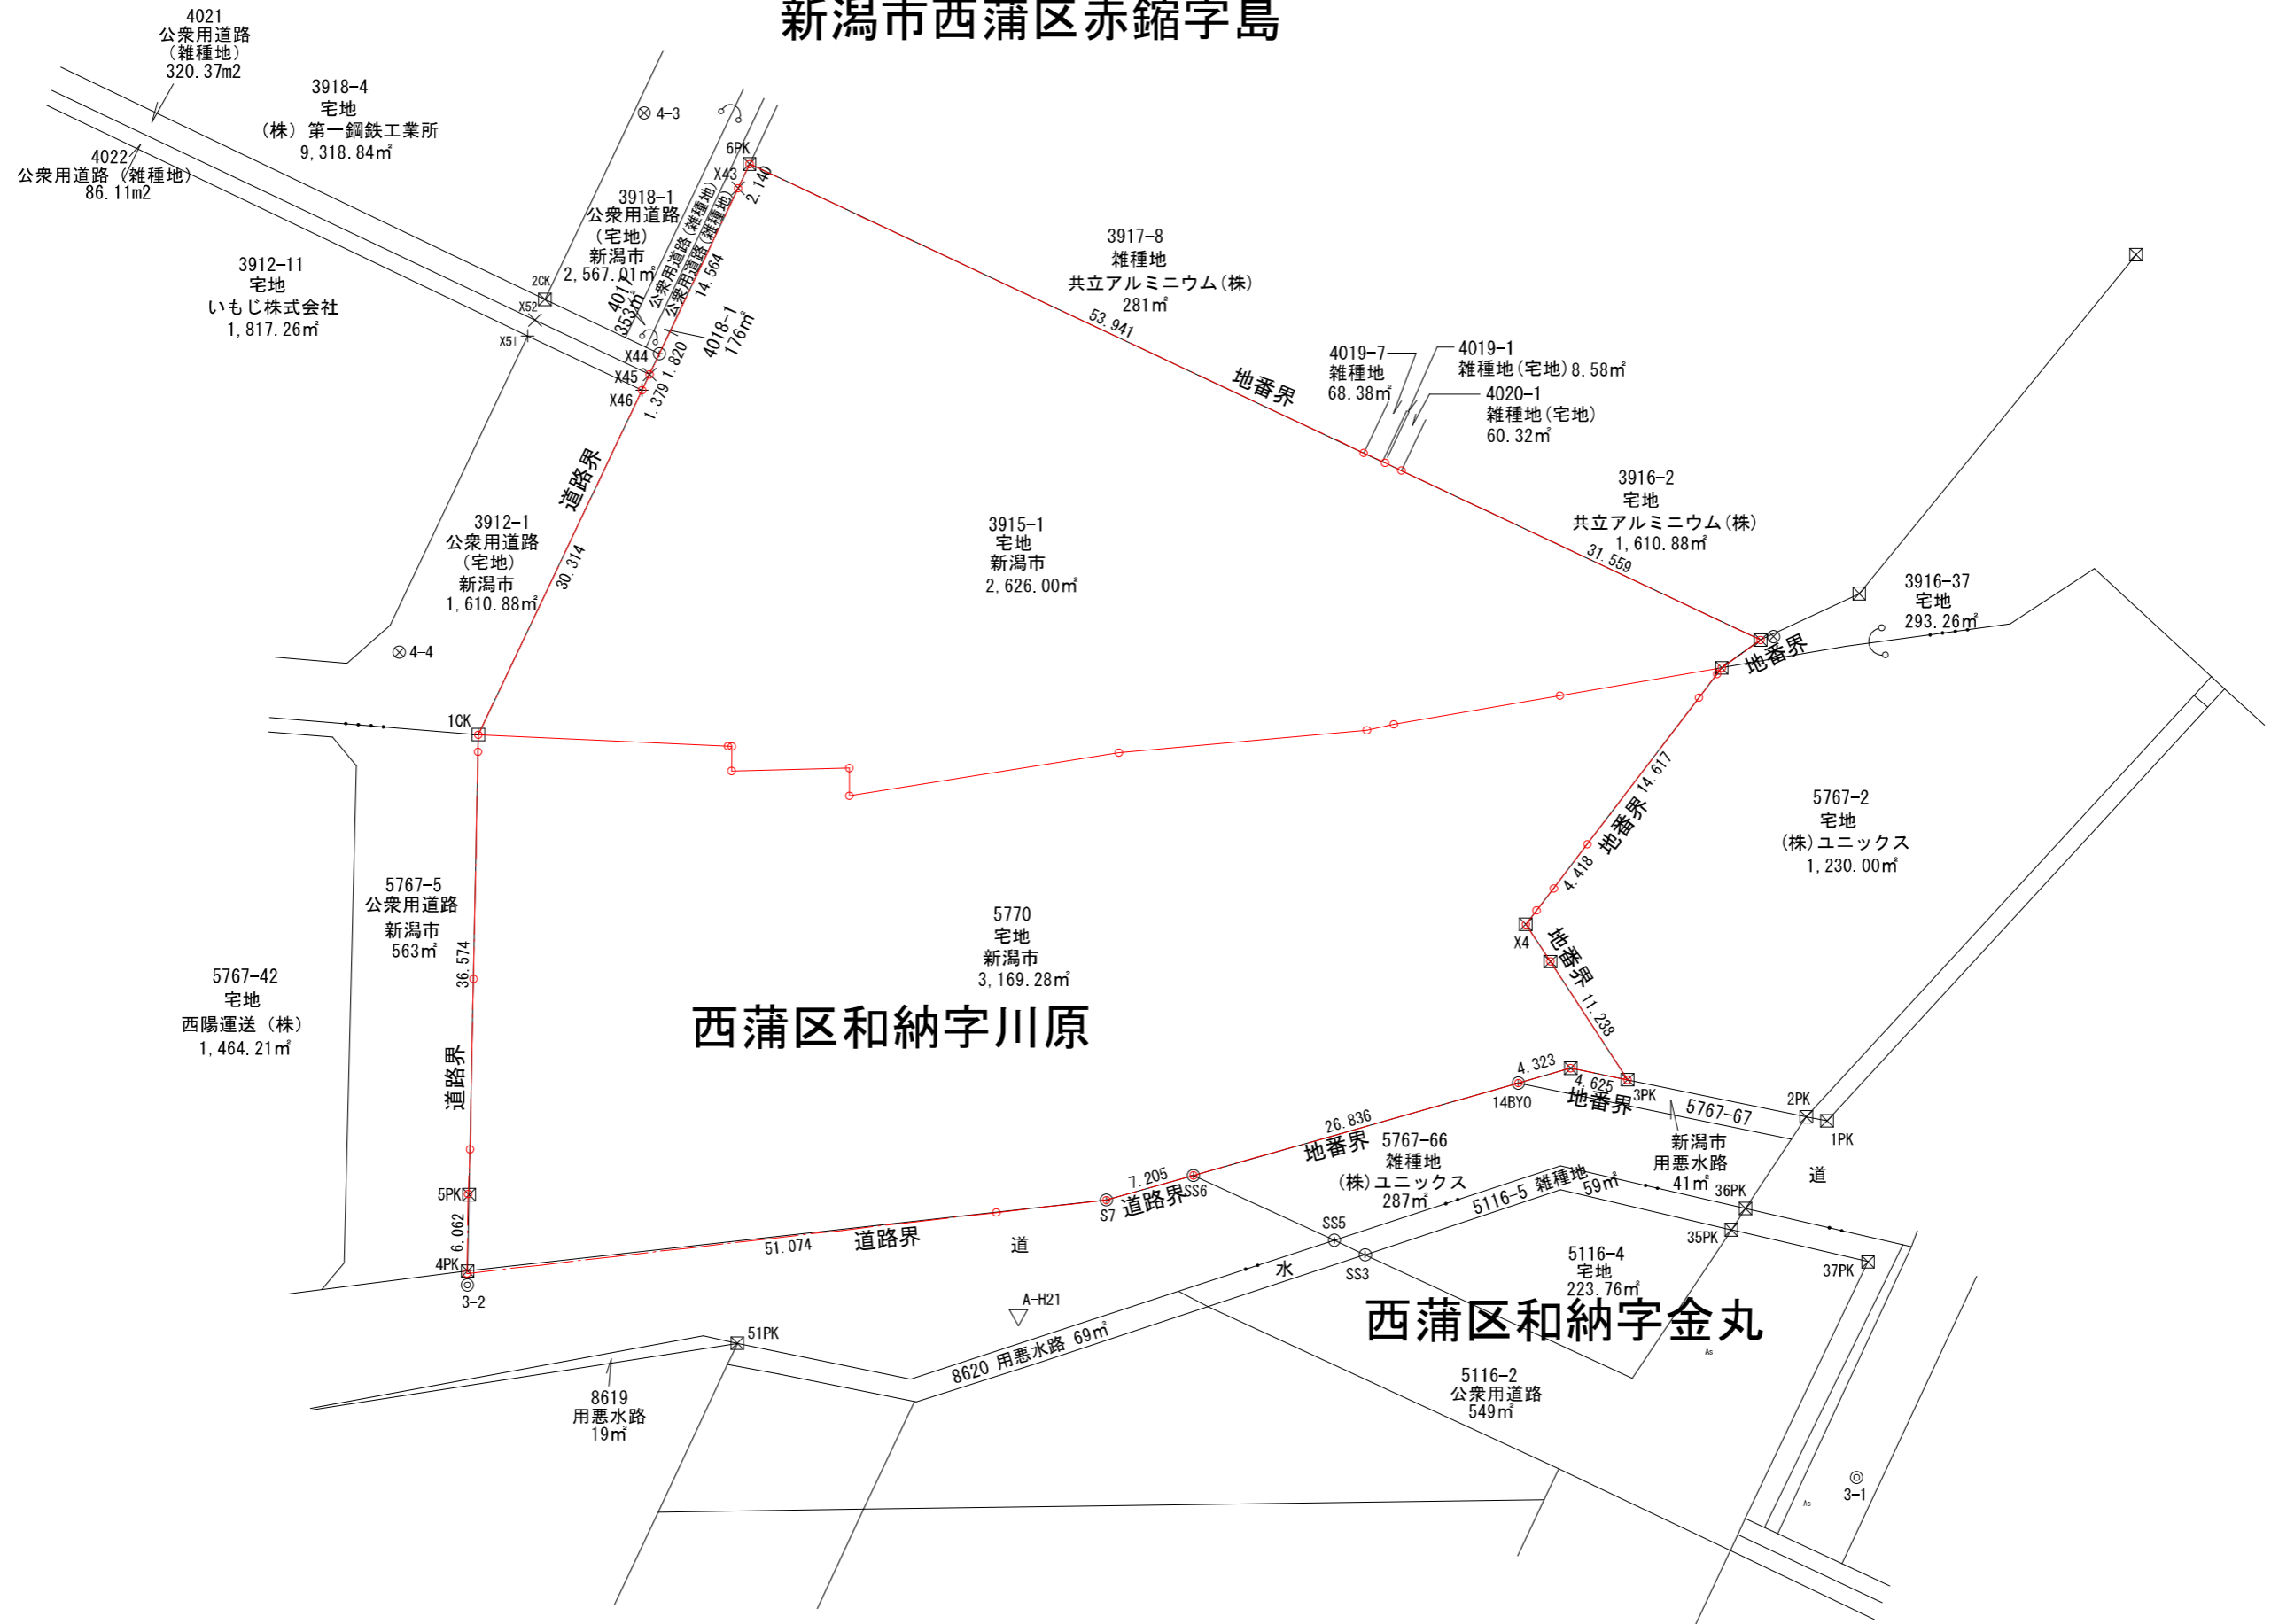 新潟市西蒲区赤鏥字島
4021
公衆用道路
(雑種地)
320.37m2
3918-4
宅地
(株) 第一鋼鉄工業所
9,318.84㎡
4022
公衆用道路 (雑種地)
86.11m2
4-3
6PK
X43
2.140
3918-1
公衆用道路
(宅地)
新潟市
2,567.01㎡
公衆用道路(雑種地)
公衆用道路(雑種地)
4017
353㎡
14.564
4018-1
176㎡
3912-11
宅地
いもじ株式会社
1,817.26㎡
2CK
X52
X51
X44
X45
X46
1.820
1.379
3917-8
雑種地
共立アルミニウム(株)
281㎡
53.941
地番界
4019-7
雑種地
68.38㎡
4019-1
雑種地(宅地)8.58㎡
4020-1
雑種地(宅地)
60.32㎡
3916-2
宅地
共立アルミニウム(株)
1,610.88㎡
31.559
道路界
30.314
3912-1
公衆用道路
(宅地)
新潟市
1,610.88㎡
3915-1
宅地
新潟市
2,626.00㎡
3916-37
宅地
293.26㎡
地番界
4-4
1CK
14.617
地番界
4.418
5767-2
宅地
(株)ユニックス
1,230.00㎡
5767-5
公衆用道路
新潟市
563㎡
36.574
道路界
5770
宅地
新潟市
3,169.28㎡
X4
地番界
11.238
5767-42
宅地
西陽運送 (株)
1,464.21㎡
西蒲区和納字川原
4.323
4.625
地番界
3PK
14BYO
5767-67
2PK
1PK
道
26.836
地番界
5767-66
雑種地
(株)ユニックス
287㎡
新潟市
用悪水路
41㎡
5PK
6.062
4PK
3-2
51.074
道路界
道
7.205
道路界
S7
SS6
5116-5 雑種地
59㎡
36PK
35PK
37PK
SS5
SS3
水
5116-4
宅地
223.76㎡
西蒲区和納字金丸
As
A-H21
51PK
8620 用悪水路 69㎡
8619
用悪水路
19㎡
5116-2
公衆用道路
549㎡
3-1
As